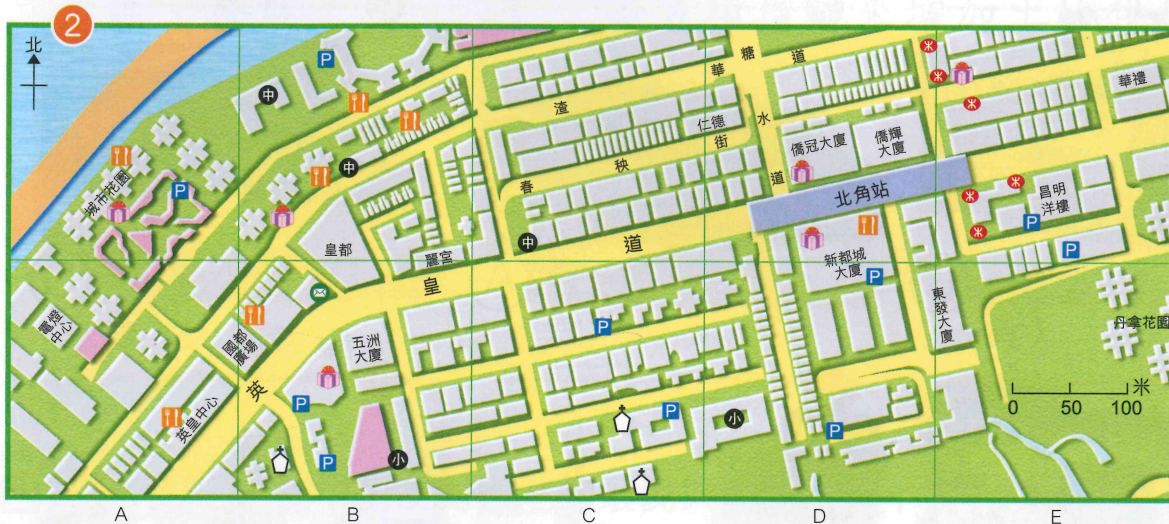 2
北
P
中
華
糖
道
渣
水
道
仁德
春
秧
街
僑冠大廈
僑輝
大廈
華禮
中
城市花園
P
北角站
昌明
洋樓
P
P
皇都
麗宮
中
道
新都城
大廈
P
皇
電燈
中心
國都
廣場
五洲
大廈
P
東發大廈
丹拿花園
英
英皇中心
P
P
小
P
小
P
0 50 100 米
A B C D E